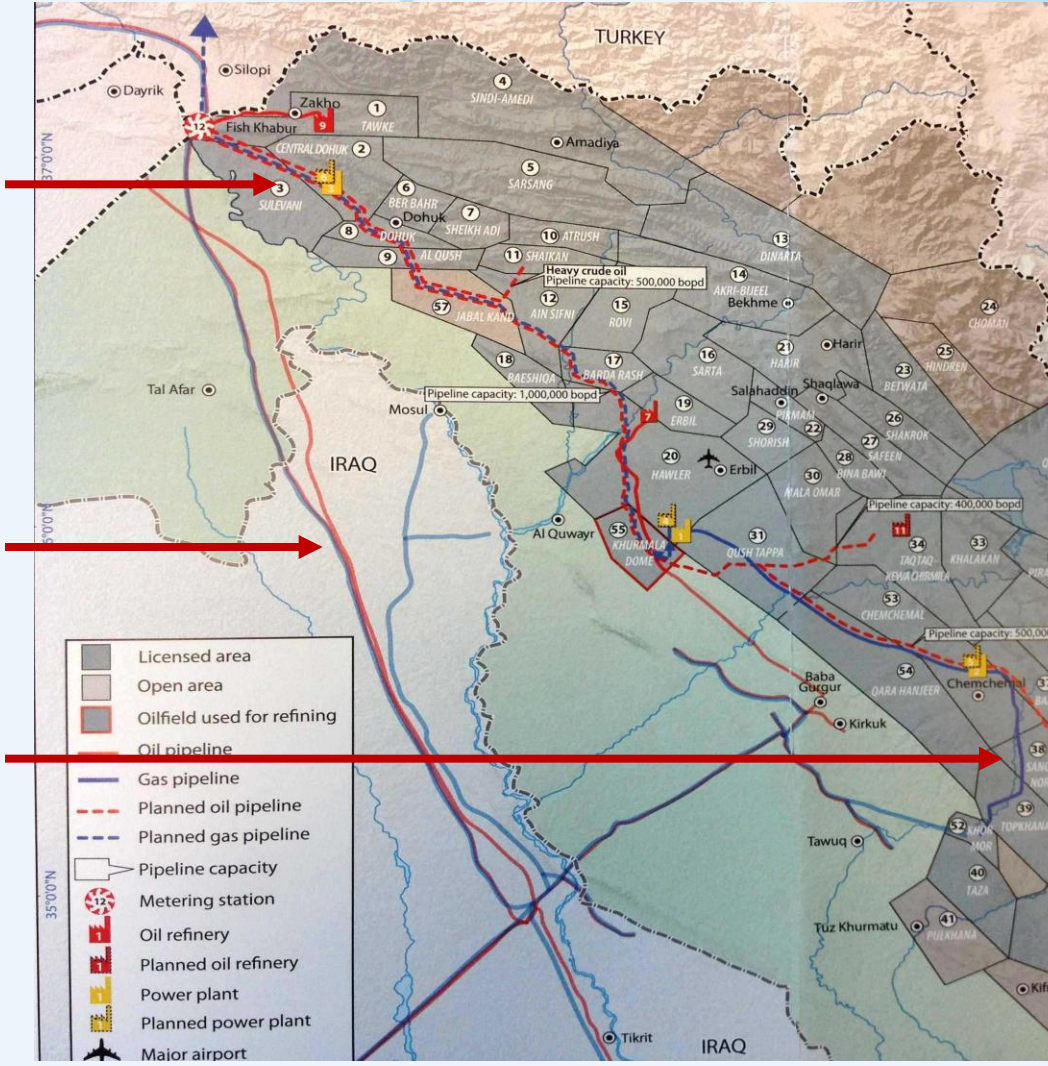 TURKEY
Silopi
Dayrik
4
SINDI-AMEDI
Zakho
1
TAWKE
9
12
Fish Khabur
37°0'0"N
CENTRAL DOHUK
2
Amadiya
5
SARSANG
3
SULEVANI
6
BER BAHR
7
SHEIKH ADI
Dohuk
8
DOHUK
10
ATRUSH
13
DINARTA
9
AL QUSH
11
SHAIKAN
Heavy crude oil
Pipeline capacity: 500,000 bopd
14
AKRI-BIJEEL
Bekhme
24
CHOMAN
57
JABAL KAND
12
AIN SIFNI
15
ROVI
18
BAESHIQA
17
BARDA RASH
16
SARTA
21
HARIR
Harir
25
HINDREN
23
BETWATA
Tal Afar
Pipeline capacity: 1,000,000 bopd
Mosul
7
19
ERBIL
Salahaddin
Shaqlawa
PIRMAM
26
SHAKROK
29
SHORISH
22
27
SAFEEN
IRAQ
20
HAWLER
Erbil
28
BINA BAWI
30
MALA OMAR
Pipeline capacity: 400,000 bopd
Al Quwayr
55
KHURMALA
DOME
1
31
QUSH TAPPA
11
34
TAQTAQ-
KEWA CHIRMILA
33
KHALAKAN
53
CHEMCHEMAL
Pipeline capacity: 500,000
54
QARA HANJEER
Chemchemal
Baba
Gurgur
Kirkuk
38
39
TOPKHANA
52
KHOR
MOR
Tawuq
40
TAZA
41
PULKHANA
Tuz Khurmatu
Tikrit
IRAQ
35°0'0"N
Licensed area
Open area
Oilfield used for refining
Oil pipeline
Gas pipeline
Planned oil pipeline
Planned gas pipeline
Pipeline capacity
12
Metering station
1
Oil refinery
1
Planned oil refinery
1
Power plant
1
Planned power plant
Major airport